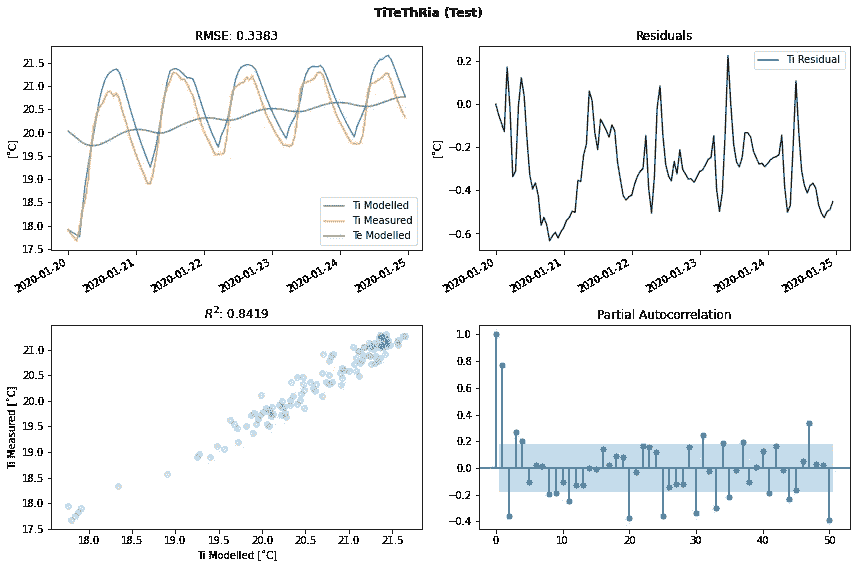 TiTeThRia (Test)
RMSE: 0.3383
[˚C]
21.5
21.0
20.5
20.0
19.5
19.0
18.5
18.0
17.5
Ti Modelled
Ti Measured
Te Modelled
2020-01-20
2020-01-21
2020-01-22
2020-01-23
2020-01-24
2020-01-25
Residuals
[˚C]
0.2
0.0
−0.2
−0.4
−0.6
Ti Residual
2020-01-20
2020-01-21
2020-01-22
2020-01-23
2020-01-24
2020-01-25
R²: 0.8419
Ti Measured [˚C]
21.0
20.5
20.0
19.5
19.0
18.5
18.0
17.5
18.0 18.5 19.0 19.5 20.0 20.5 21.0 21.5
Ti Modelled [˚C]
Partial Autocorrelation
1.0
0.8
0.6
0.4
0.2
0.0
−0.2
−0.4
0 10 20 30 40 50